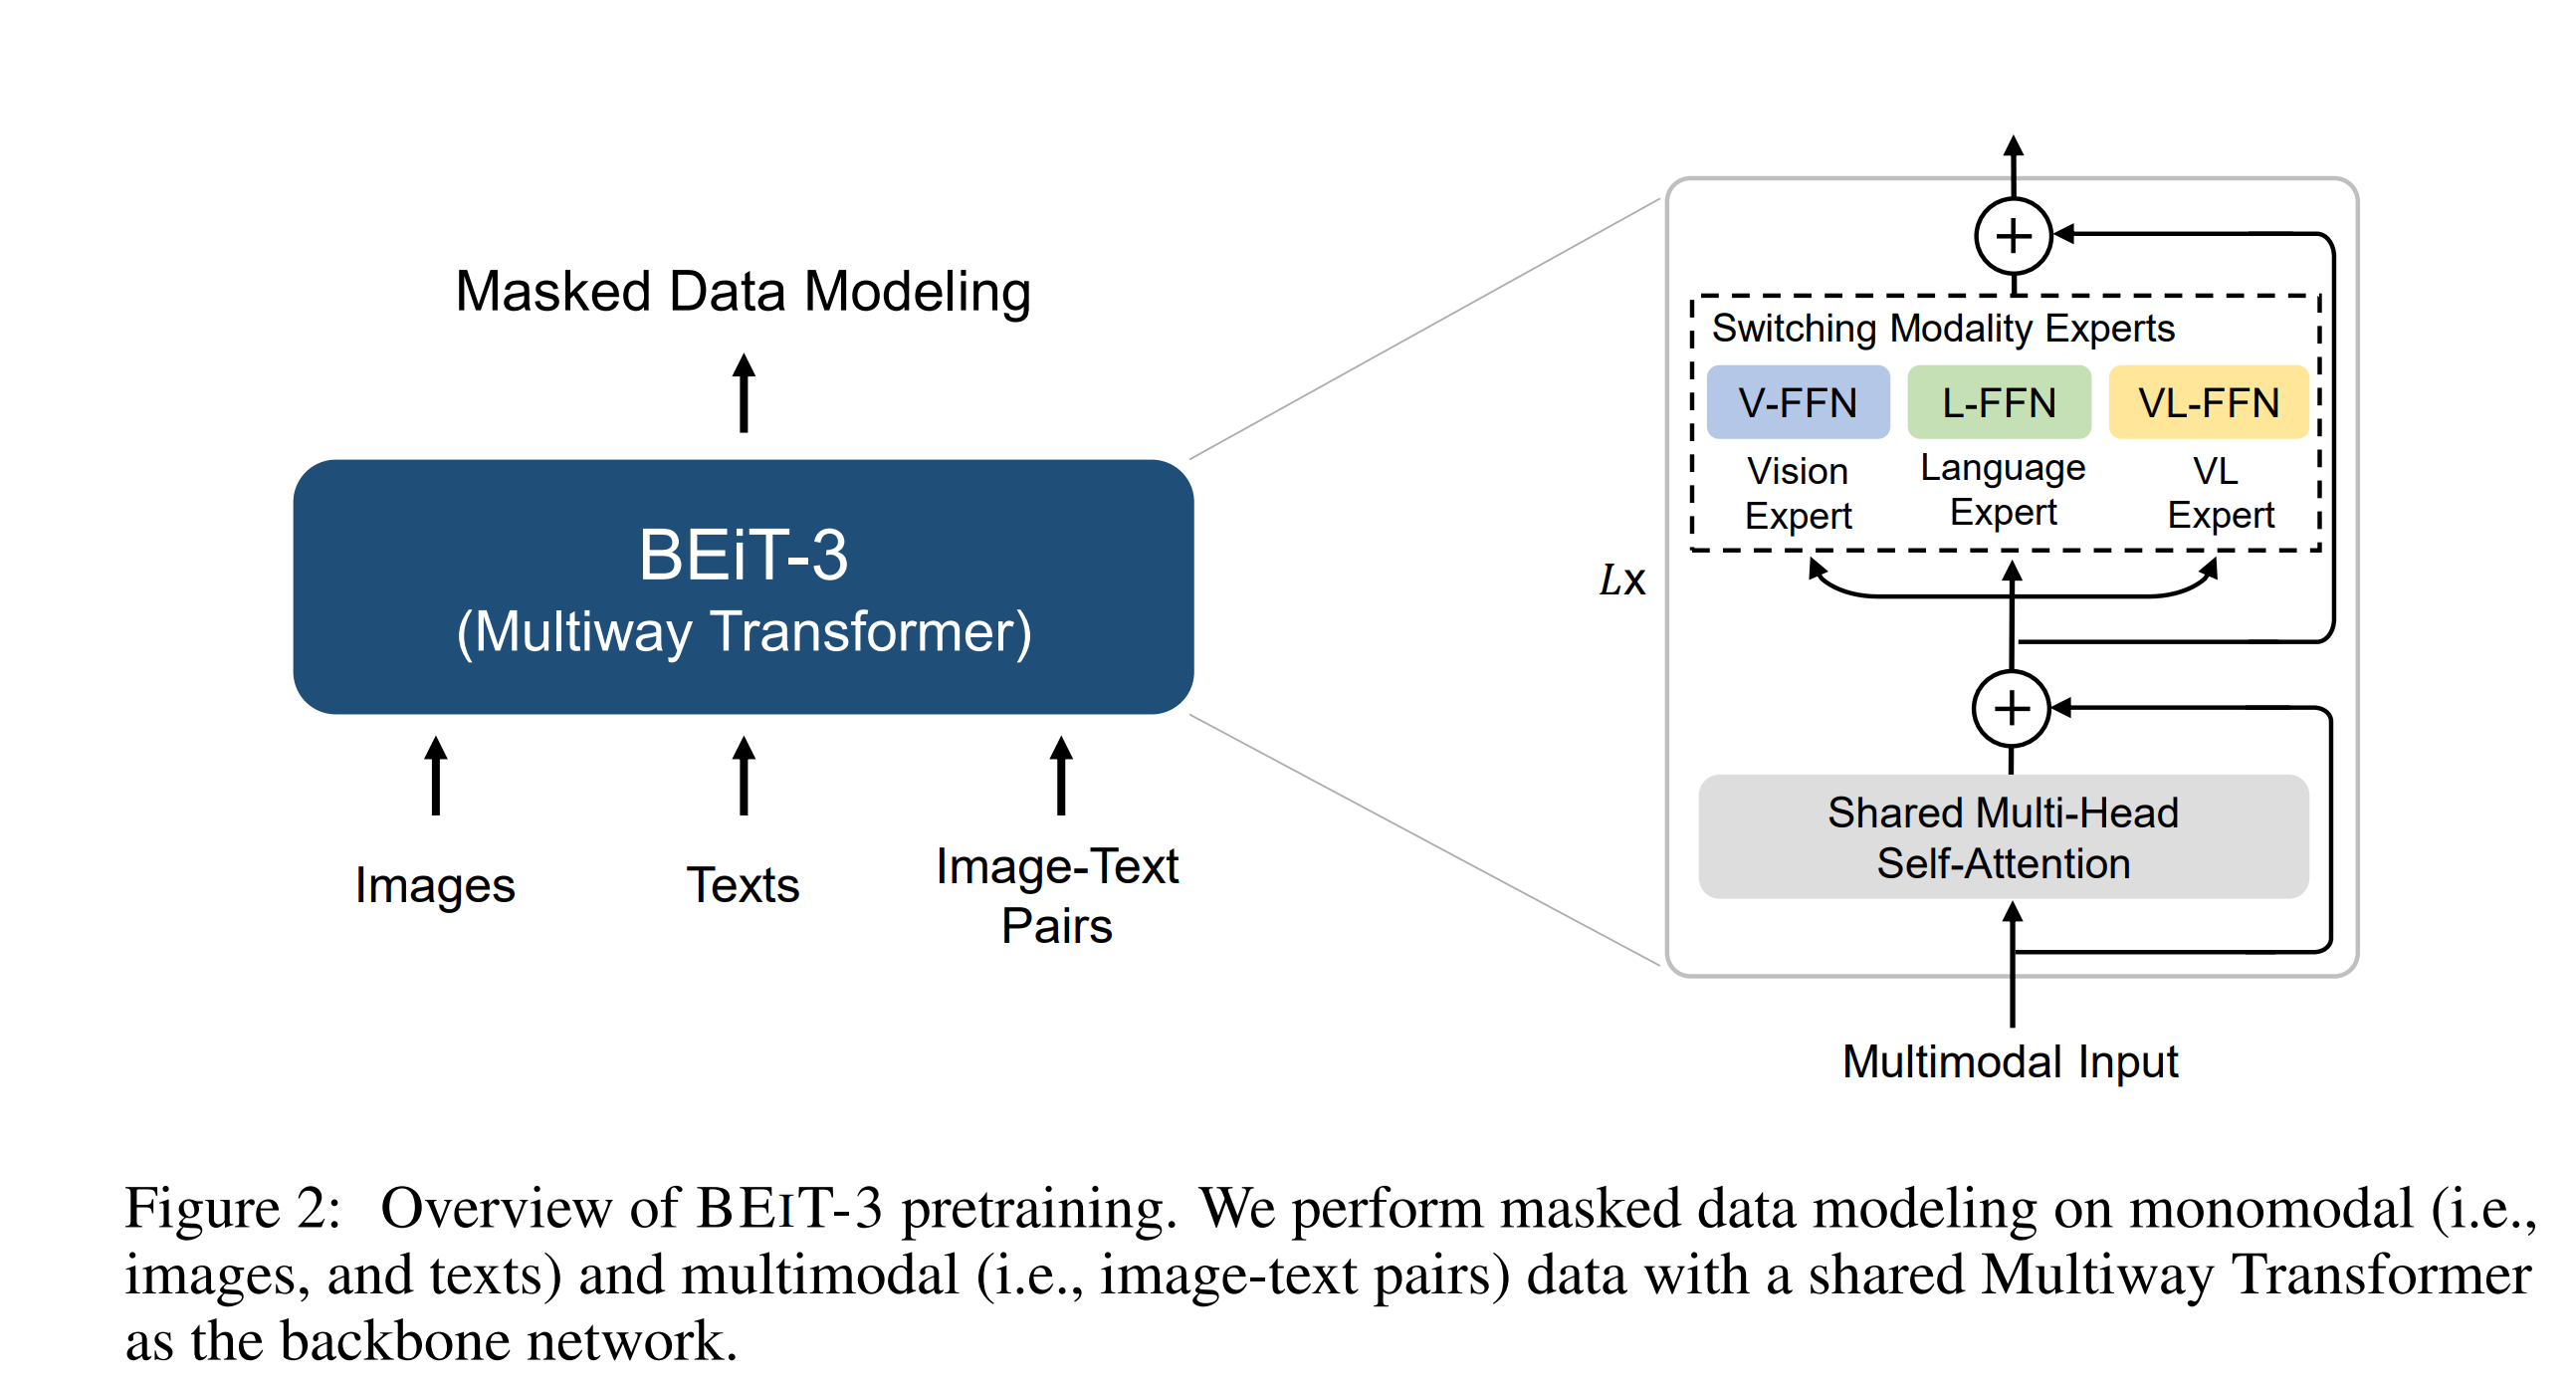 Masked Data Modeling
BEiT-3
(Multiway Transformer)
Images
Texts
Image-Text
Pairs
Lx
Switching Modality Experts
V-FFN
L-FFN
VL-FFN
Vision
Expert
Language
Expert
VL
Expert
Shared Multi-Head
Self-Attention
Multimodal Input
Figure 2: Overview of BEIT-3 pretraining. We perform masked data modeling on monomodal (i.e.,
images, and texts) and multimodal (i.e., image-text pairs) data with a shared Multiway Transformer
as the backbone network.